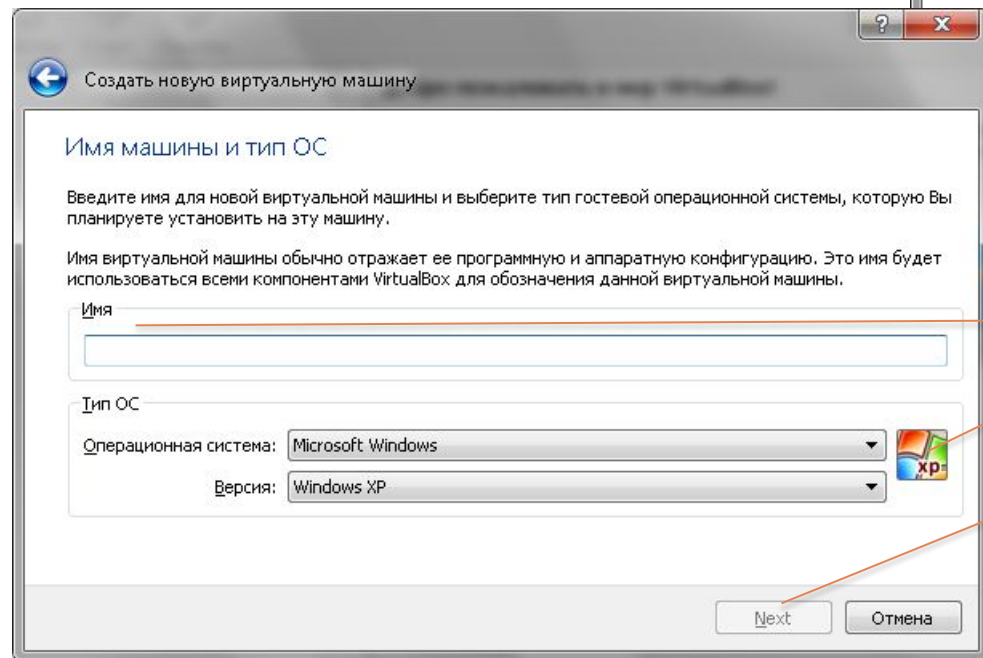 Создать новую виртуальную машину
Имя машины и тип ОС
Введите имя для новой виртуальной машины и выберите тип гостевой операционной системы, которую Вы
планируете установить на эту машину.
Имя виртуальной машины обычно отражает ее программную и аппаратную конфигурацию. Это имя будет
использоваться всеми компонентами VirtualBox для обозначения данной виртуальной машины.
Имя
Тип ОС
Операционная система: Microsoft Windows
xp
Версия: Windows XP
Next Отмена